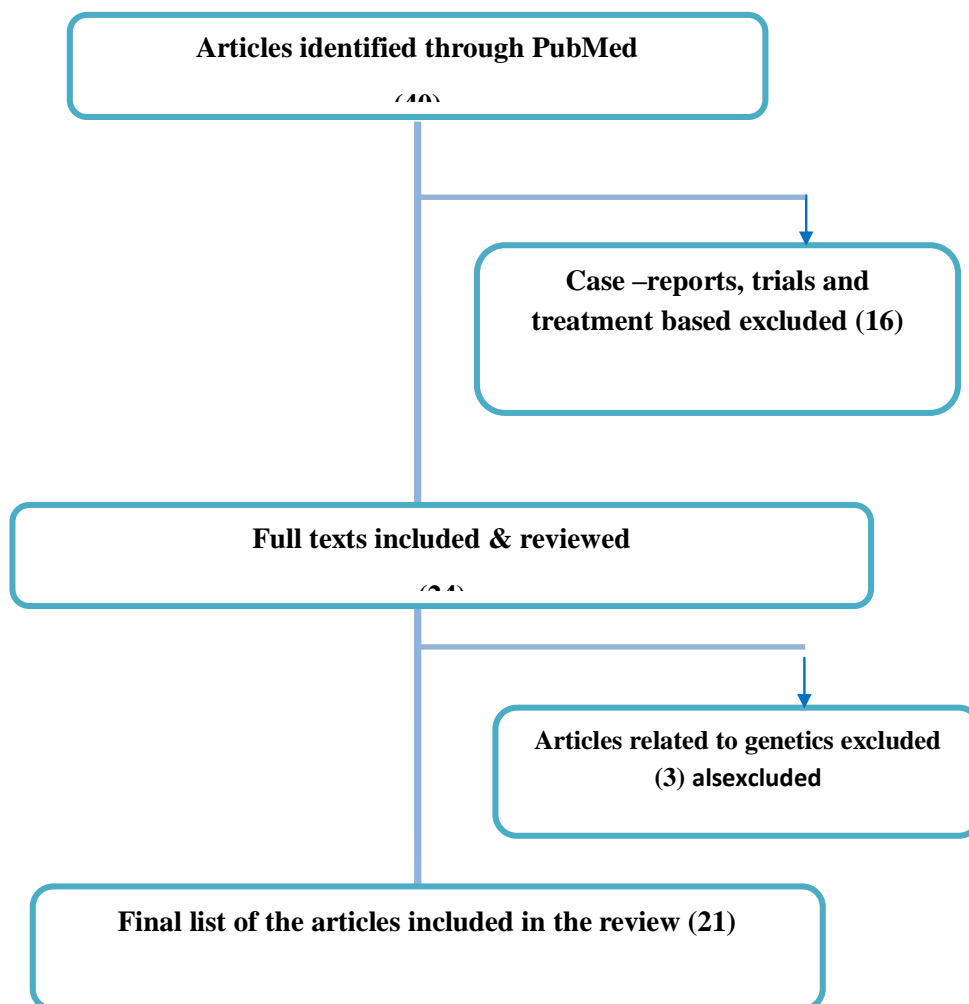 Articles identified through PubMed
Case –reports, trials and
treatment based excluded (16)
Full texts included & reviewed
Articles related to genetics excluded
(3) alsexcluded
Final list of the articles included in the review (21)